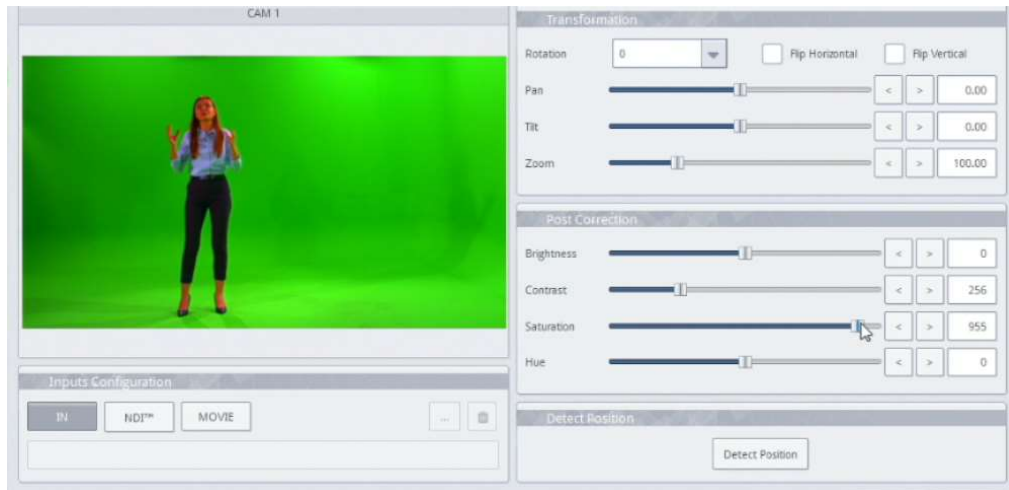 CAM 1
Transformation
Rotation 0 Flip Horizontal Flip Vertical
Pan < > 0.00
Tilt < > 0.00
Zoom < > 100.00
Post Correction
Brightness < > 0
Contrast < > 256
Saturation < > 955
Hue < > 0
Inputs Configuration
IN NDI™ MOVIE ...
Detect Position
Detect Position